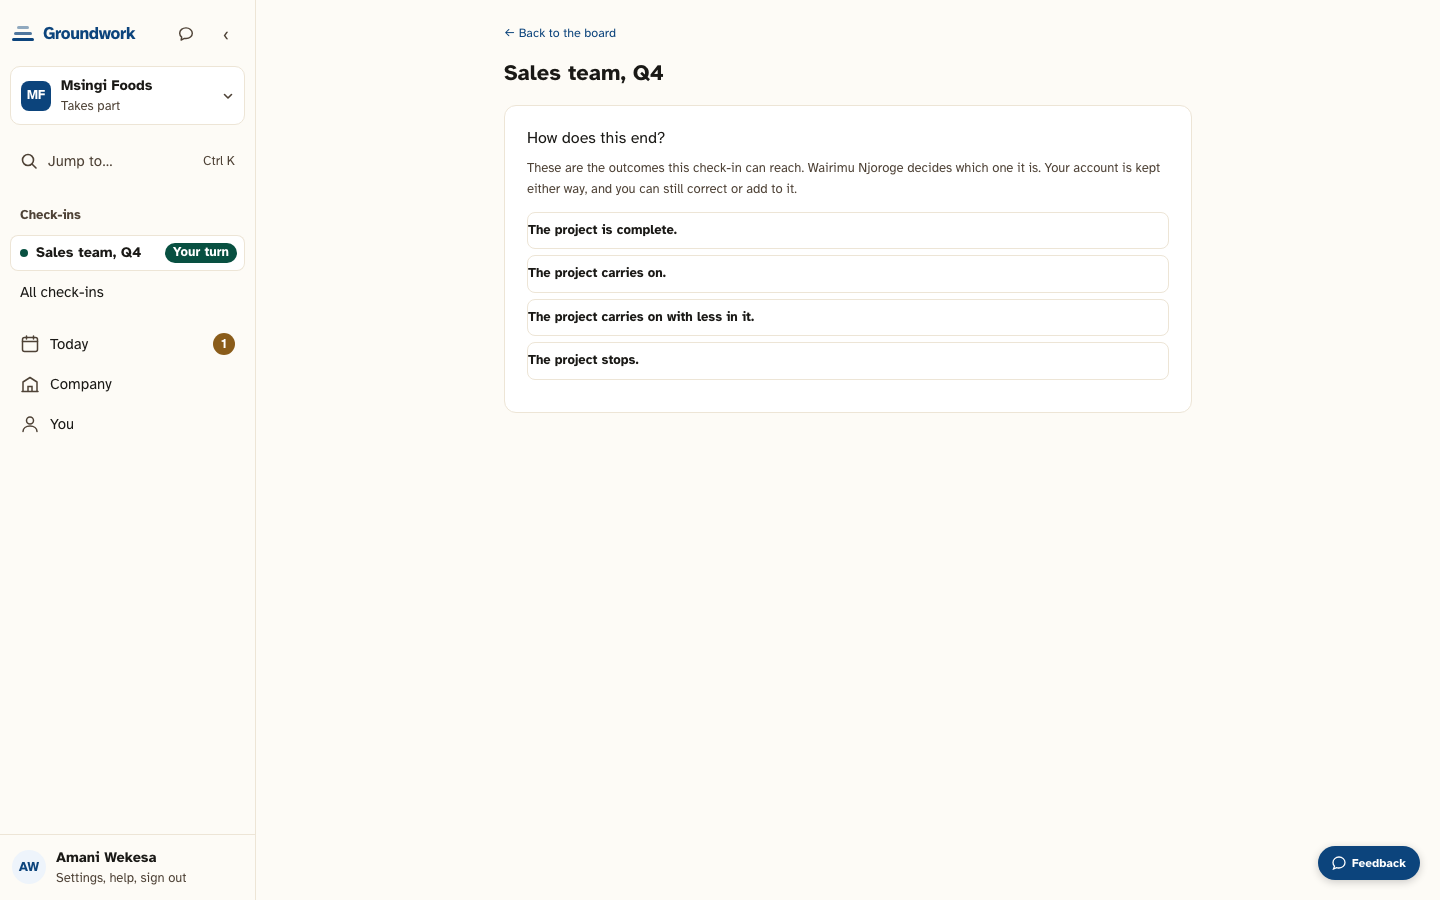 Groundwork
MF
Msingi Foods
Takes part
Jump to...
Ctrl K
Check-ins
Sales team, Q4
Your turn
All check-ins
Today
1
Company
You
AW
Amani Wekesa
Settings, help, sign out
← Back to the board
Sales team, Q4
How does this end?
These are the outcomes this check-in can reach. Wairimu Njoroge decides which one it is. Your account is kept
either way, and you can still correct or add to it.
The project is complete.
The project carries on.
The project carries on with less in it.
The project stops.
Feedback